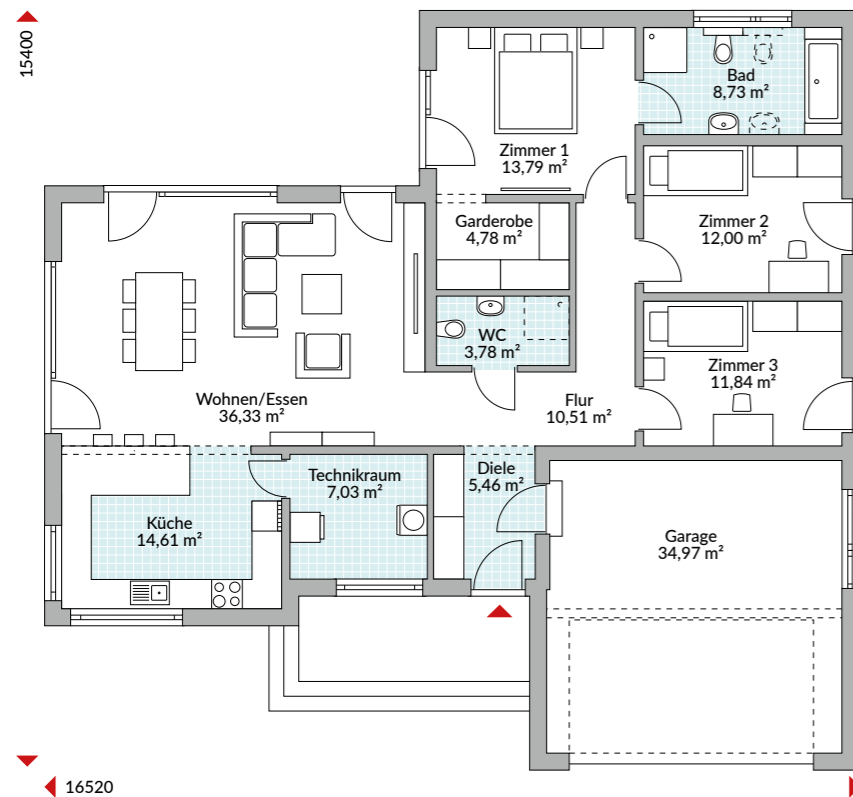 15400
Bad
8,73 m²
Zimmer 1
13,79 m²
Zimmer 2
12,00 m²
Garderobe
4,78 m²
WC
3,78 m²
Zimmer 3
11,84 m²
Wohnen/Essen
36,33 m²
Flur
10,51 m²
Technikraum
7,03 m²
Diele
5,46 m²
Küche
14,61 m²
Garage
34,97 m²
16520